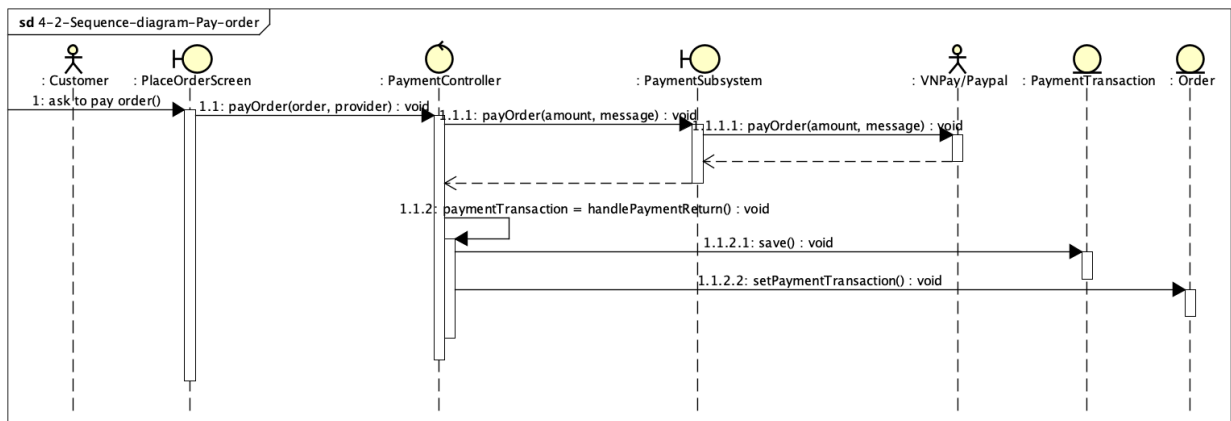 sd 4-2-Sequence-diagram-Pay-order
: Customer
: PlaceOrderScreen
: PaymentController
: PaymentSubsystem
: VNPay/Paypal
: PaymentTransaction
: Order
1: ask to pay order()
1.1: payOrder(order, provider) : void
1.1.1: payOrder(amount, message) : void
1.1.1.1: payOrder(amount, message) : void
1.1.2: paymentTransaction = handlePaymentReturn() : void
1.1.2.1: save() : void
1.1.2.2: setPaymentTransaction() : void